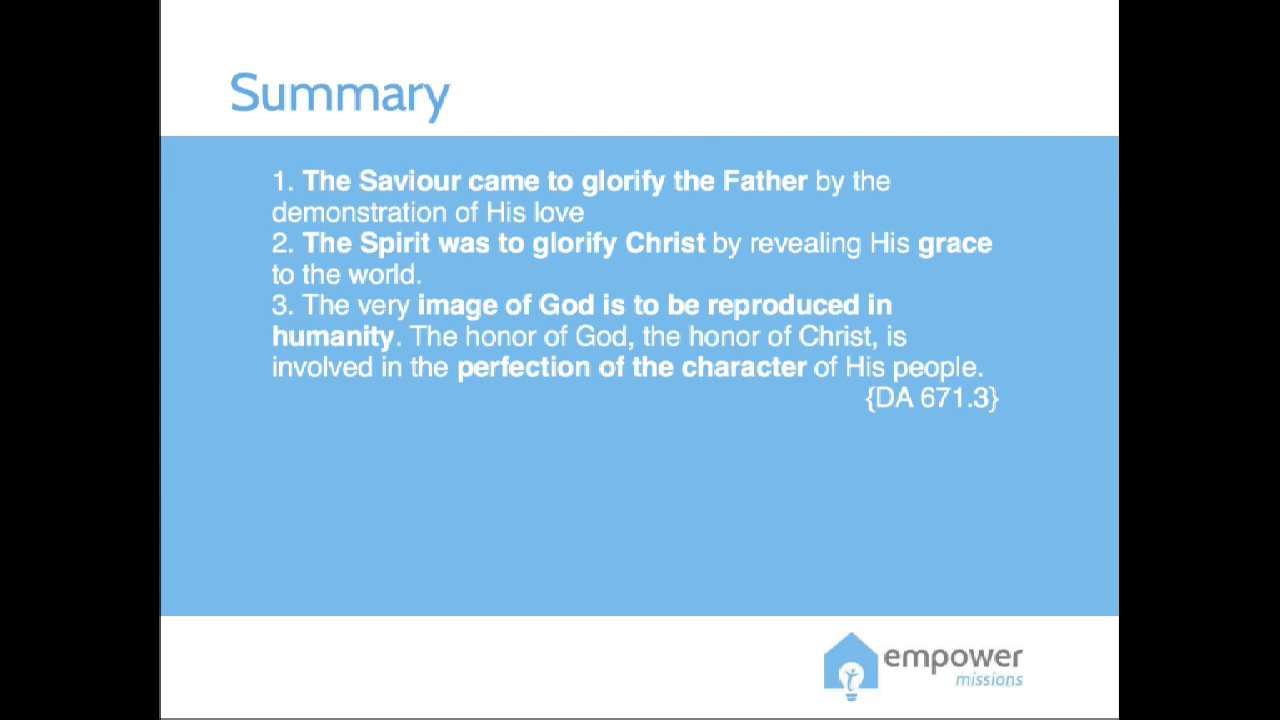 Summary
1. The Saviour came to glorify the Father by the
demonstration of His love
2. The Spirit was to glorify Christ by revealing His grace
to the world.
3. The very image of God is to be reproduced in
humanity. The honor of God, the honor of Christ, is
involved in the perfection of the character of His people.
{DA 671.3}
empower
missions